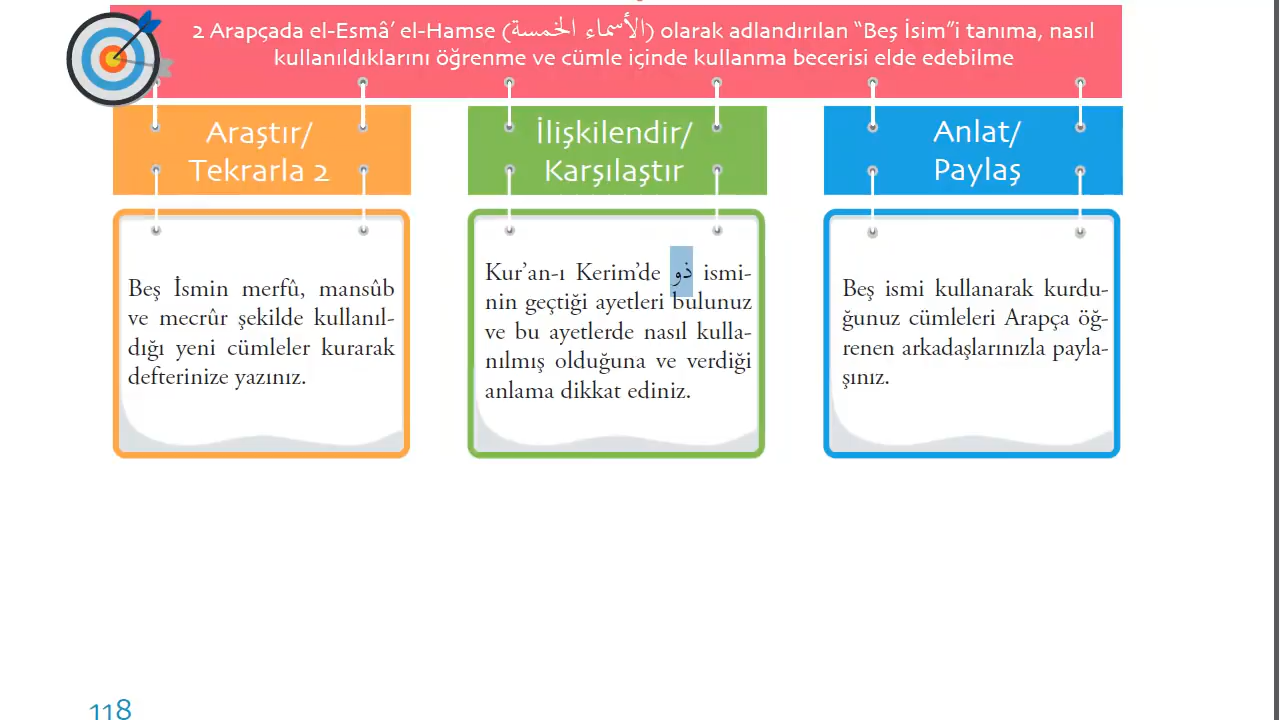 2 Arapçada el-Esmâ’ el-Hamse (الأسماء الخمسة) olarak adlandırılan “Beş İsim”i tanıma, nasıl
kullanıldıklarını öğrenme ve cümle içinde kullanma becerisi elde edebilme
Araştır/
Tekrarla 2
Beş İsmin merfû, mansûb
ve mecrûr şekilde kullanıl-
dığı yeni cümleler kurarak
defterinize yazınız.
İlişkilendir/
Karşılaştır
Kur’an-ı Kerim’de ذو ismi-
nin geçtiği ayetleri bulunuz
ve bu ayetlerde nasıl kulla-
nılmış olduğuna ve verdiği
anlama dikkat ediniz.
Anlat/
Paylaş
Beş ismi kullanarak kurdu-
ğunuz cümleleri Arapça öğ-
renen arkadaşlarınızla payla-
şınız.
118